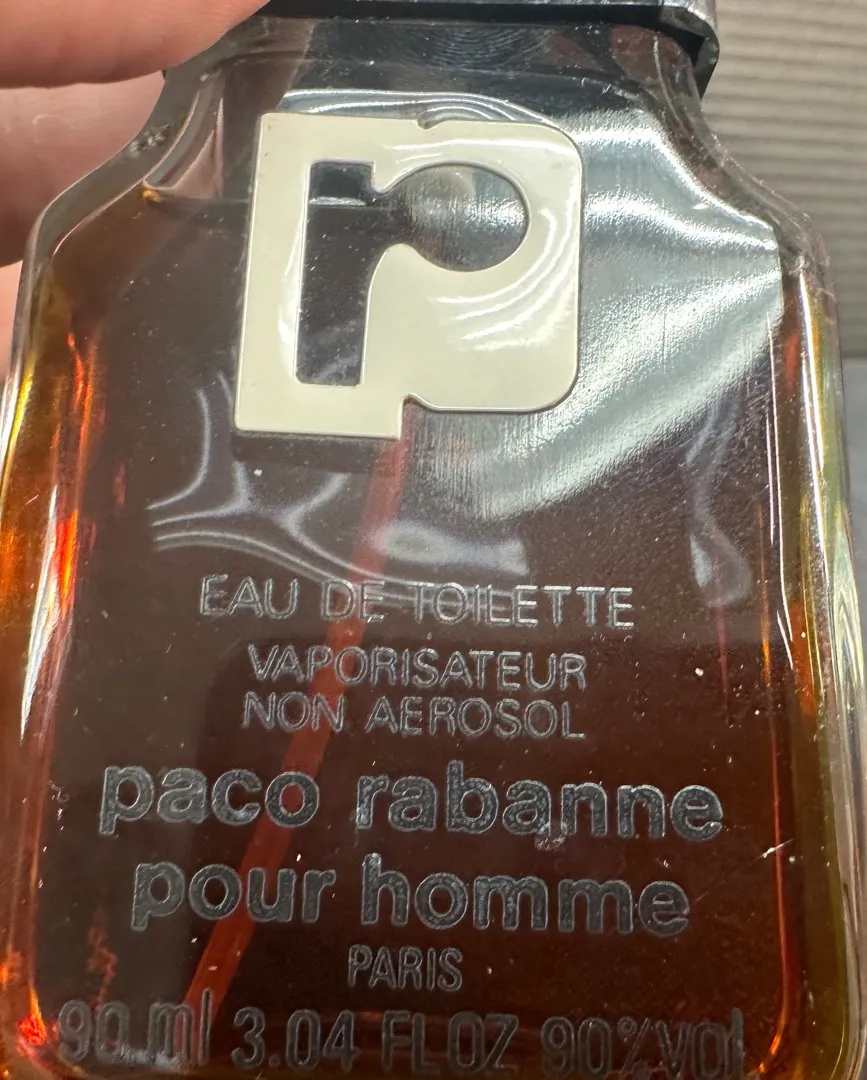 EAU DE TOILETTE
VAPORISATEUR
NON AEROSOL
paco rabanne
pour homme
PARIS
90 ml 3.04 FL OZ 90% vol